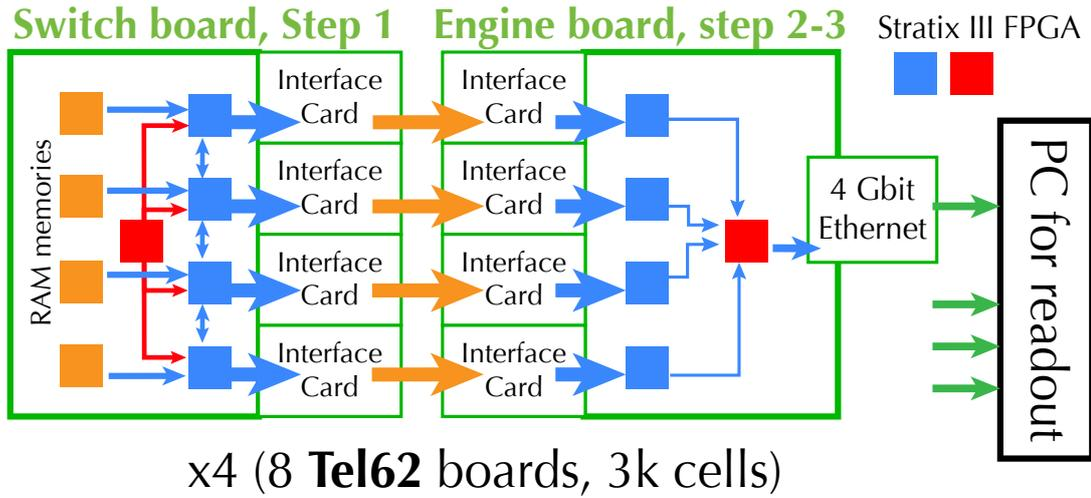 Switch board, Step 1
Engine board, step 2-3
Stratix III FPGA
RAM memories
Interface
Card
Interface
Card
Interface
Card
Interface
Card
Interface
Card
Interface
Card
Interface
Card
Interface
Card
4 Gbit
Ethernet
PC for readout
x4 (8 Tel62 boards, 3k cells)